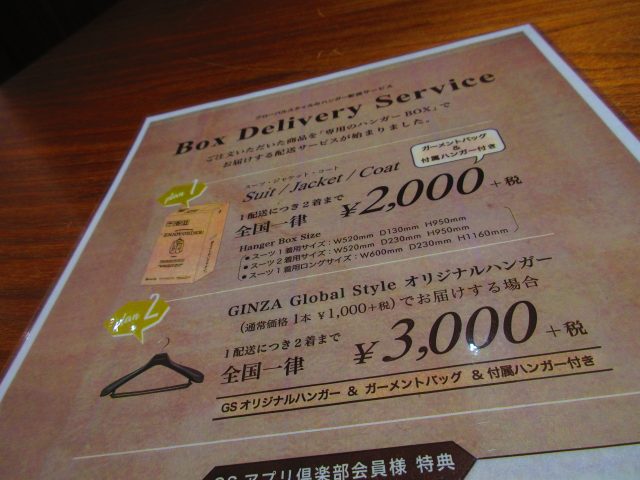 グローバルスタイルのハンガー配送サービス
Box Delivery Service
ご注文いただいた商品を「専用のハンガーBOX」で
お届けする配送サービスが始まりました。
plan 1
スーツ・ジャケット・コート
Suit / Jacket / Coat
ガーメントバッグ
&
付属ハンガー付き
1配送につき2着まで
全国一律 ¥2,000 +税
Hanger Box Size
● スーツ1着用サイズ：W520mm D130mm H950mm
● スーツ2着用サイズ：W520mm D230mm H950mm
● スーツ1着用ロングサイズ：W600mm D230mm H1160mm
plan 2
GINZA Global Style オリジナルハンガー
(通常価格1本 ¥1,000+税)でお届けする場合
1配送につき2着まで
全国一律 ¥3,000 +税
GSオリジナルハンガー & ガーメントバッグ & 付属ハンガー付き
GS アプリ倶楽部会員様 特典